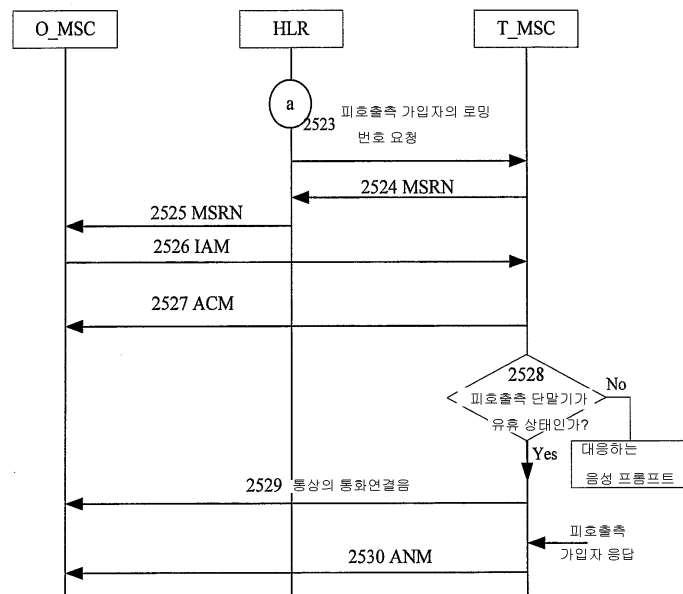 O_MSC
HLR
T_MSC
a
2523 피호출측 가입자의 로밍
번호 요청
2524 MSRN
2525 MSRN
2526 IAM
2527 ACM
2528
피호출측 단말기가
유휴 상태인가?
No
Yes
대응하는
음성 프롬프트
2529 통상의 통화연결음
피호출측
가입자 응답
2530 ANM